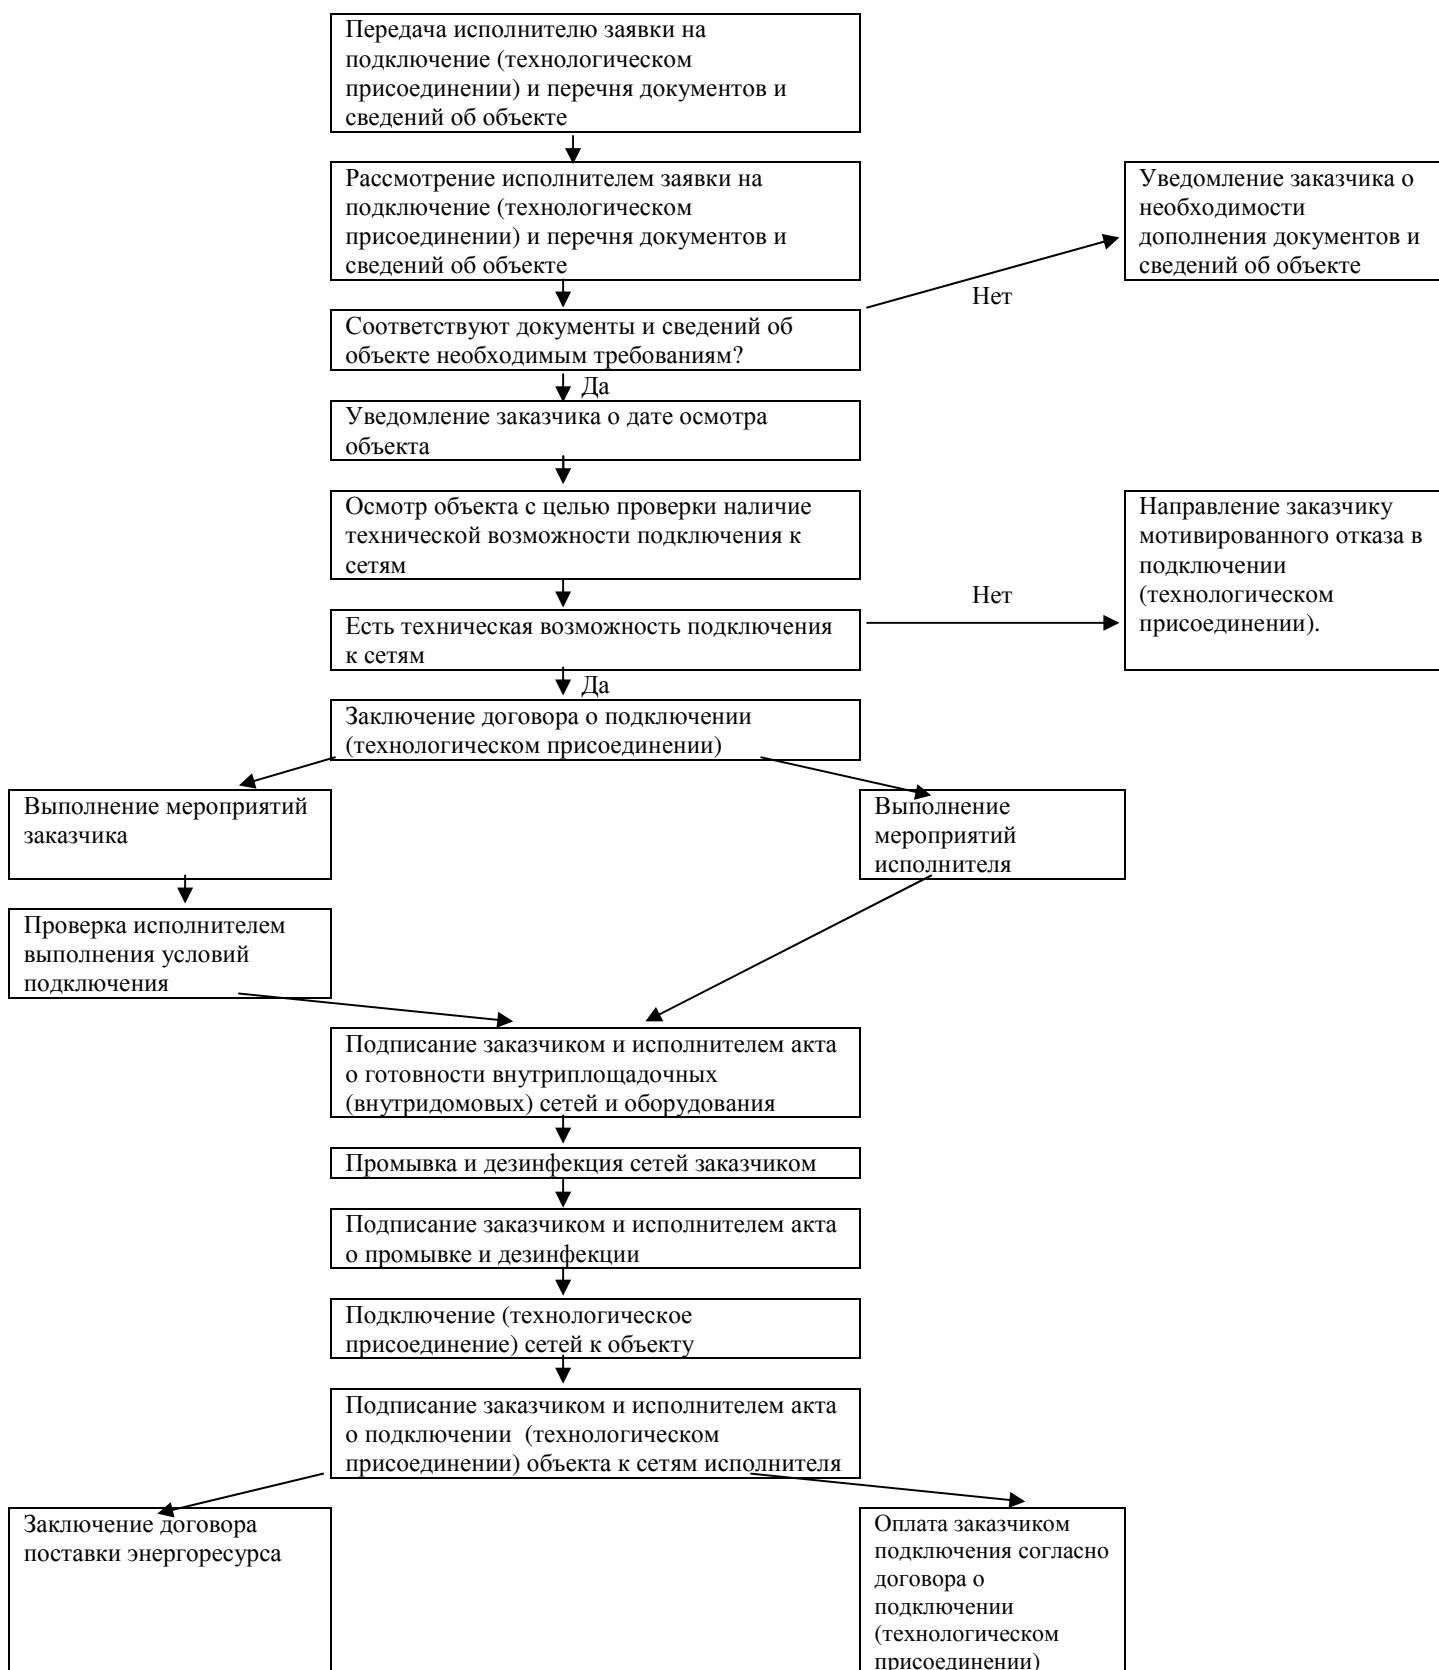 Передача исполнителю заявки на
подключение (технологическом
присоединении) и перечня документов и
сведений об объекте
Рассмотрение исполнителем заявки на
подключение (технологическом
присоединении) и перечня документов и
сведений об объекте
Уведомление заказчика о
необходимости
дополнения документов и
сведений об объекте
Нет
Соответствуют документы и сведений об
объекте необходимым требованиям?
Да
Уведомление заказчика о дате осмотра
объекта
Осмотр объекта с целью проверки наличие
технической возможности подключения к
сетям
Направление заказчику
мотивированного отказа в
подключении
(технологическом
присоединении).
Нет
Есть техническая возможность подключения
к сетям
Да
Заключение договора о подключении
(технологическом присоединении)
Выполнение мероприятий
заказчика
Выполнение
мероприятий
исполнителя
Проверка исполнителем
выполнения условий
подключения
Подписание заказчиком и исполнителем акта
о готовности внутриплощадочных
(внутридомовых) сетей и оборудования
Промывка и дезинфекция сетей заказчиком
Подписание заказчиком и исполнителем акта
о промывке и дезинфекции
Подключение (технологическое
присоединение) сетей к объекту
Подписание заказчиком и исполнителем акта
о подключении  (технологическом
присоединении) объекта к сетям исполнителя
Заключение договора
поставки энергоресурса
Оплата заказчиком
подключения согласно
договора о
подключении
(технологическом
присоединении)